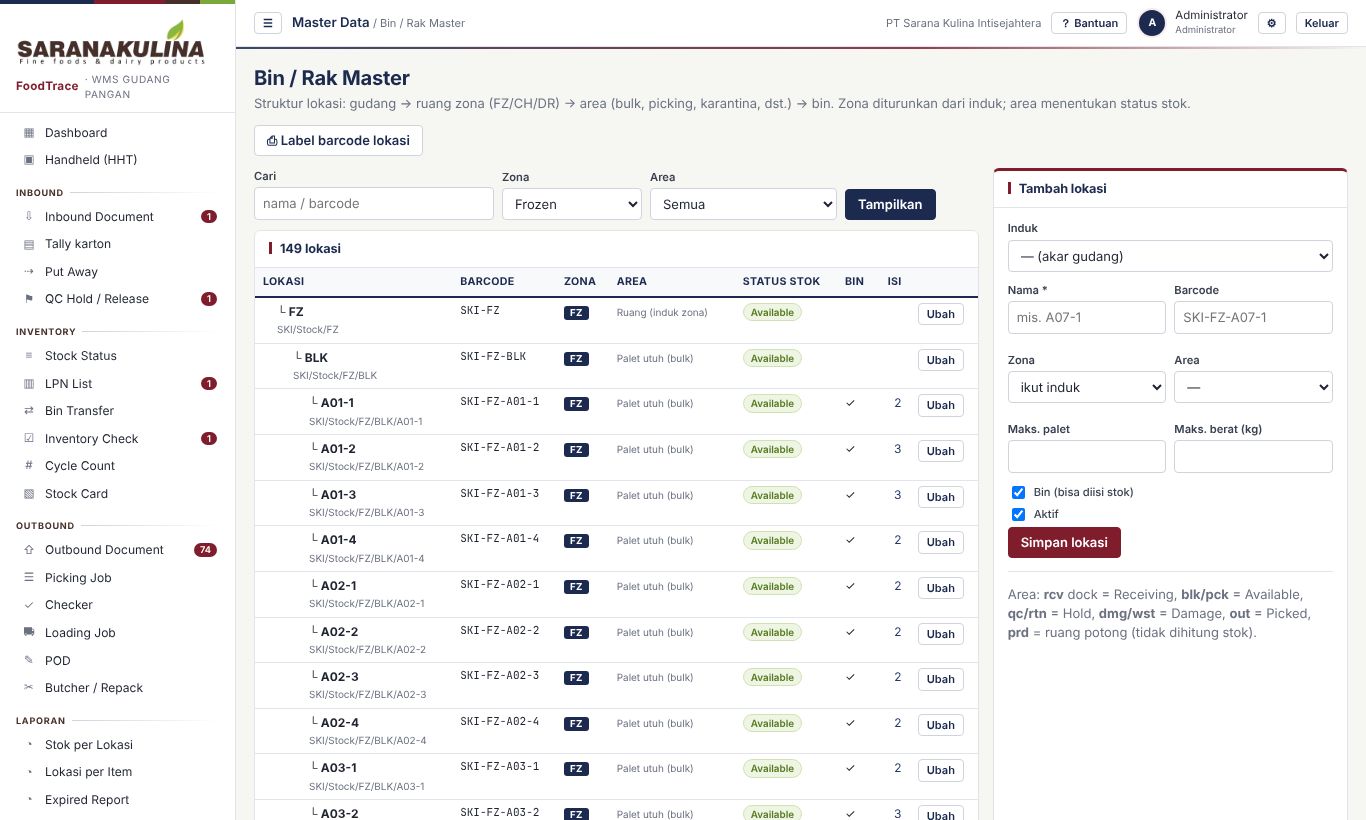 SARANAKULINA
Fine foods & dairy products
FoodTrace · WMS GUDANG PANGAN
Dashboard
Handheld (HHT)
INBOUND
Inbound Document 1
Tally karton
Put Away
QC Hold / Release 1
INVENTORY
Stock Status
LPN List 1
Bin Transfer
Inventory Check 1
Cycle Count
Stock Card
OUTBOUND
Outbound Document 74
Picking Job
Checker
Loading Job
POD
Butcher / Repack
LAPORAN
Stok per Lokasi
Lokasi per Item
Expired Report
☰ Master Data / Bin / Rak Master
PT Sarana Kulina Intisejahtera
? Bantuan
A
Administrator
Administrator
⚙
Keluar
Bin / Rak Master
Struktur lokasi: gudang → ruang zona (FZ/CH/DR) → area (bulk, picking, karantina, dst.) → bin. Zona diturunkan dari induk; area menentukan status stok.
⎙ Label barcode lokasi
Cari Zona Area
nama / barcode Frozen Semua Tampilkan
149 lokasi
LOKASI BARCODE ZONA AREA STATUS STOK BIN ISI
└ FZ SKI-FZ FZ Ruang (induk zona) Available Ubah
SKI/Stock/FZ
└ BLK SKI-FZ-BLK FZ Palet utuh (bulk) Available Ubah
SKI/Stock/FZ/BLK
└ A01-1 SKI-FZ-A01-1 FZ Palet utuh (bulk) Available ✓ 2 Ubah
SKI/Stock/FZ/BLK/A01-1
└ A01-2 SKI-FZ-A01-2 FZ Palet utuh (bulk) Available ✓ 3 Ubah
SKI/Stock/FZ/BLK/A01-2
└ A01-3 SKI-FZ-A01-3 FZ Palet utuh (bulk) Available ✓ 3 Ubah
SKI/Stock/FZ/BLK/A01-3
└ A01-4 SKI-FZ-A01-4 FZ Palet utuh (bulk) Available ✓ 2 Ubah
SKI/Stock/FZ/BLK/A01-4
└ A02-1 SKI-FZ-A02-1 FZ Palet utuh (bulk) Available ✓ 2 Ubah
SKI/Stock/FZ/BLK/A02-1
└ A02-2 SKI-FZ-A02-2 FZ Palet utuh (bulk) Available ✓ 2 Ubah
SKI/Stock/FZ/BLK/A02-2
└ A02-3 SKI-FZ-A02-3 FZ Palet utuh (bulk) Available ✓ 2 Ubah
SKI/Stock/FZ/BLK/A02-3
└ A02-4 SKI-FZ-A02-4 FZ Palet utuh (bulk) Available ✓ 2 Ubah
SKI/Stock/FZ/BLK/A02-4
└ A03-1 SKI-FZ-A03-1 FZ Palet utuh (bulk) Available ✓ 2 Ubah
SKI/Stock/FZ/BLK/A03-1
└ A03-2 SKI-FZ-A03-2 FZ Palet utuh (bulk) Available ✓ 3 Ubah
Tambah lokasi
Induk
— (akar gudang)
Nama * Barcode
mis. A07-1 SKI-FZ-A07-1
Zona Area
ikut induk —
Maks. palet Maks. berat (kg)
Bin (bisa diisi stok)
Aktif
Simpan lokasi
Area: rcv dock = Receiving, blk/pck = Available,
qc/rtn = Hold, dmg/wst = Damage, out = Picked,
prd = ruang potong (tidak dihitung stok).